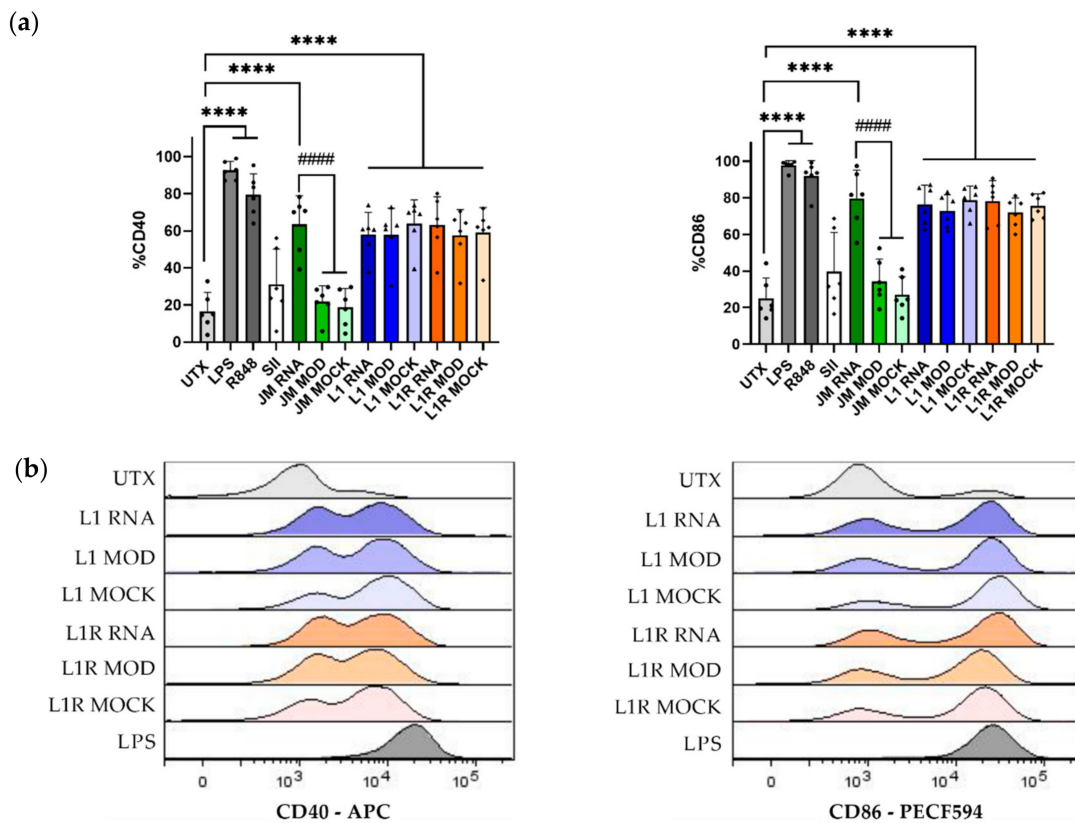 (a)
****
****
****
####
%CD40
100
80
60
40
20
0
UTX
LPS
R848
SII
JM RNA
JM MOD
JM MOCK
L1 RNA
L1 MOD
L1 MOCK
L1R RNA
L1R MOD
L1R MOCK
****
****
****
####
%CD86
100
80
60
40
20
0
UTX
LPS
R848
SII
JM RNA
JM MOD
JM MOCK
L1 RNA
L1 MOD
L1 MOCK
L1R RNA
L1R MOD
L1R MOCK
(b)
UTX
L1 RNA
L1 MOD
L1 MOCK
L1R RNA
L1R MOD
L1R MOCK
LPS
0 10³ 10⁴ 10⁵
CD40 - APC
UTX
L1 RNA
L1 MOD
L1 MOCK
L1R RNA
L1R MOD
L1R MOCK
LPS
0 10³ 10⁴ 10⁵
CD86 - PECF594